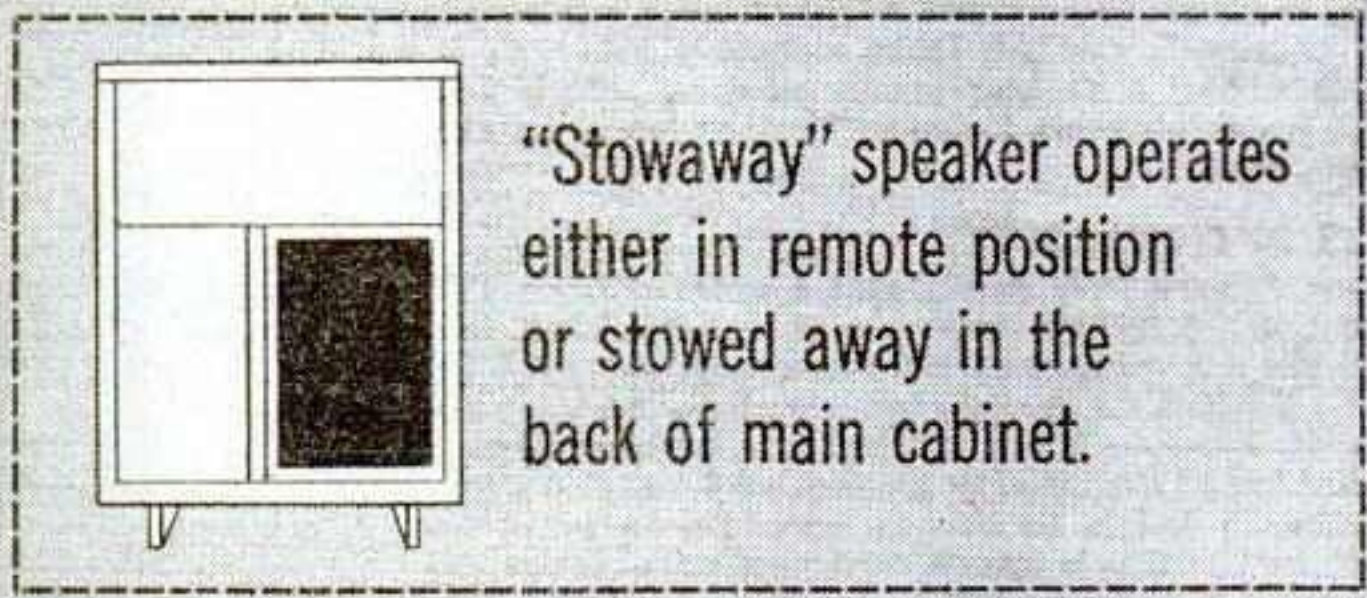 “Stowaway” speaker operates
either in remote position
or stowed away in the
back of main cabinet.